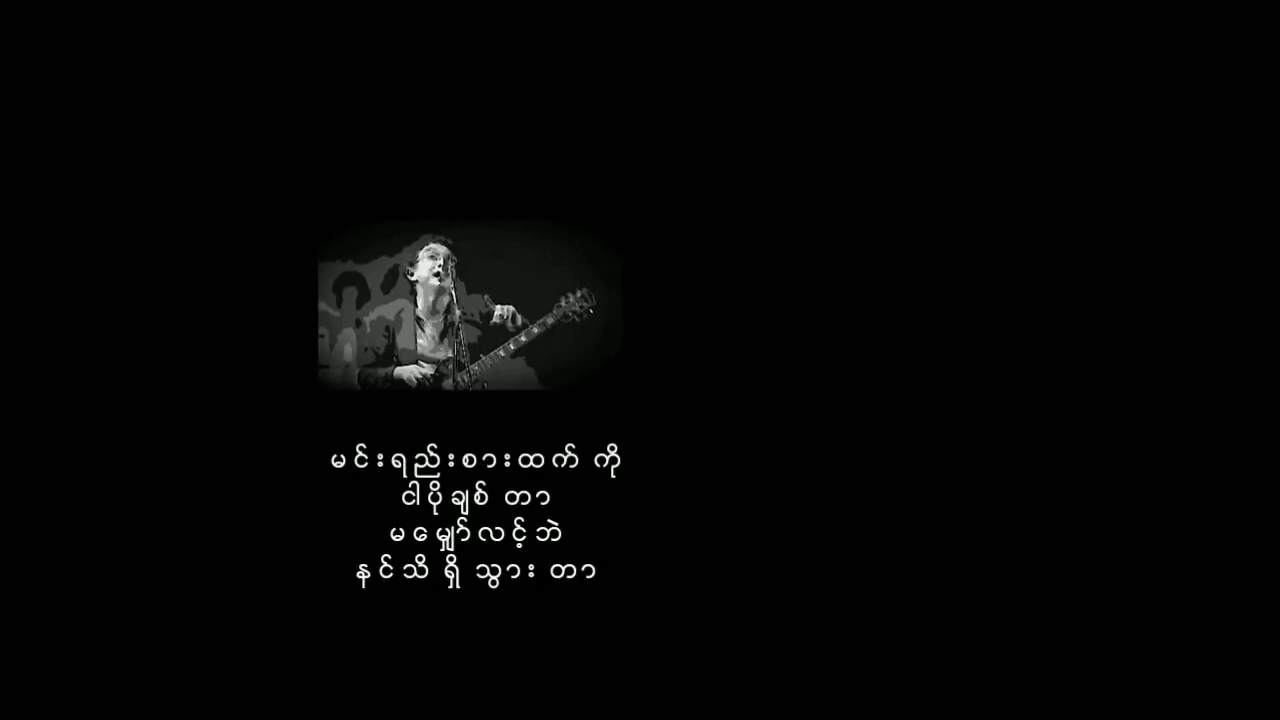 မင်းရည်းစားထက် ကို
ငါပိုချစ် တာ
မမျှော်လင့်ဘဲ
နင်သိ ရှိ သွား တာ